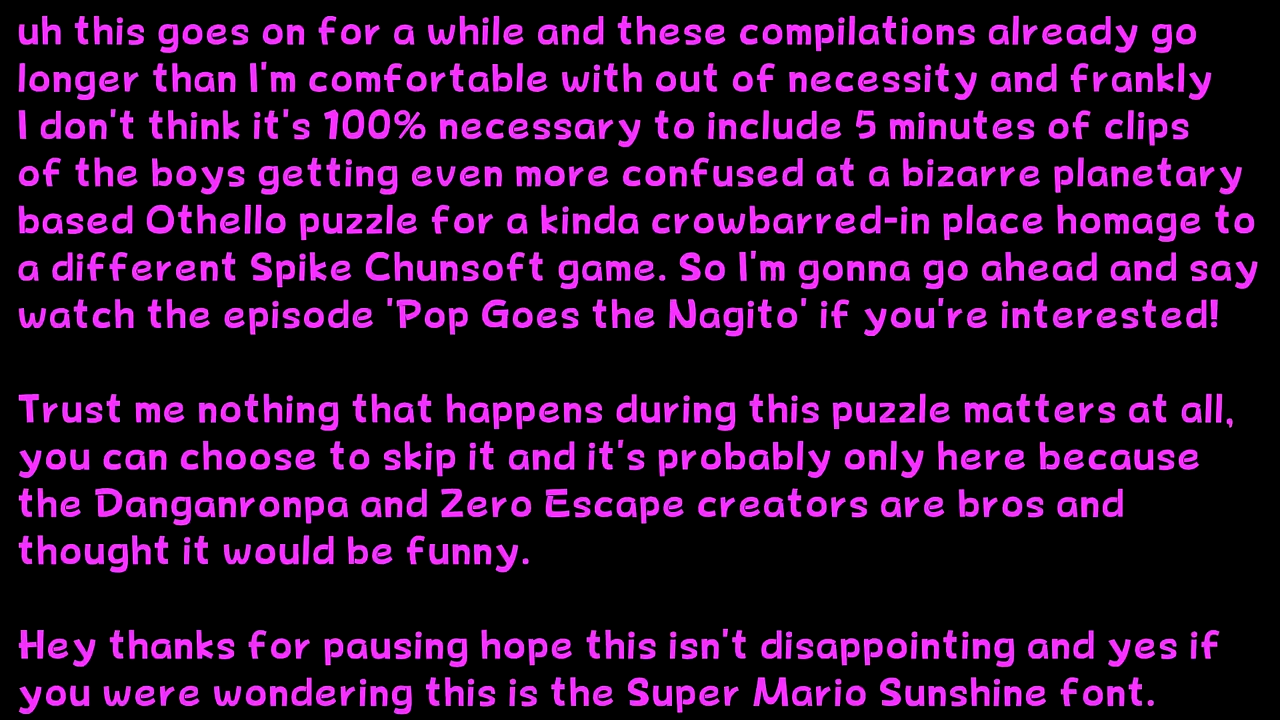 uh this goes on for a while and these compilations already go
longer than I'm comfortable with out of necessity and frankly
I don't think it's 100% necessary to include 5 minutes of clips
of the boys getting even more confused at a bizarre planetary
based Othello puzzle for a kinda crowbarred-in place homage to
a different Spike Chunsoft game. So I'm gonna go ahead and say
watch the episode 'Pop Goes the Nagito' if you're interested!
Trust me nothing that happens during this puzzle matters at all,
you can choose to skip it and it's probably only here because
the Danganronpa and Zero Escape creators are bros and
thought it would be funny.
Hey thanks for pausing hope this isn't disappointing and yes if
you were wondering this is the Super Mario Sunshine font.